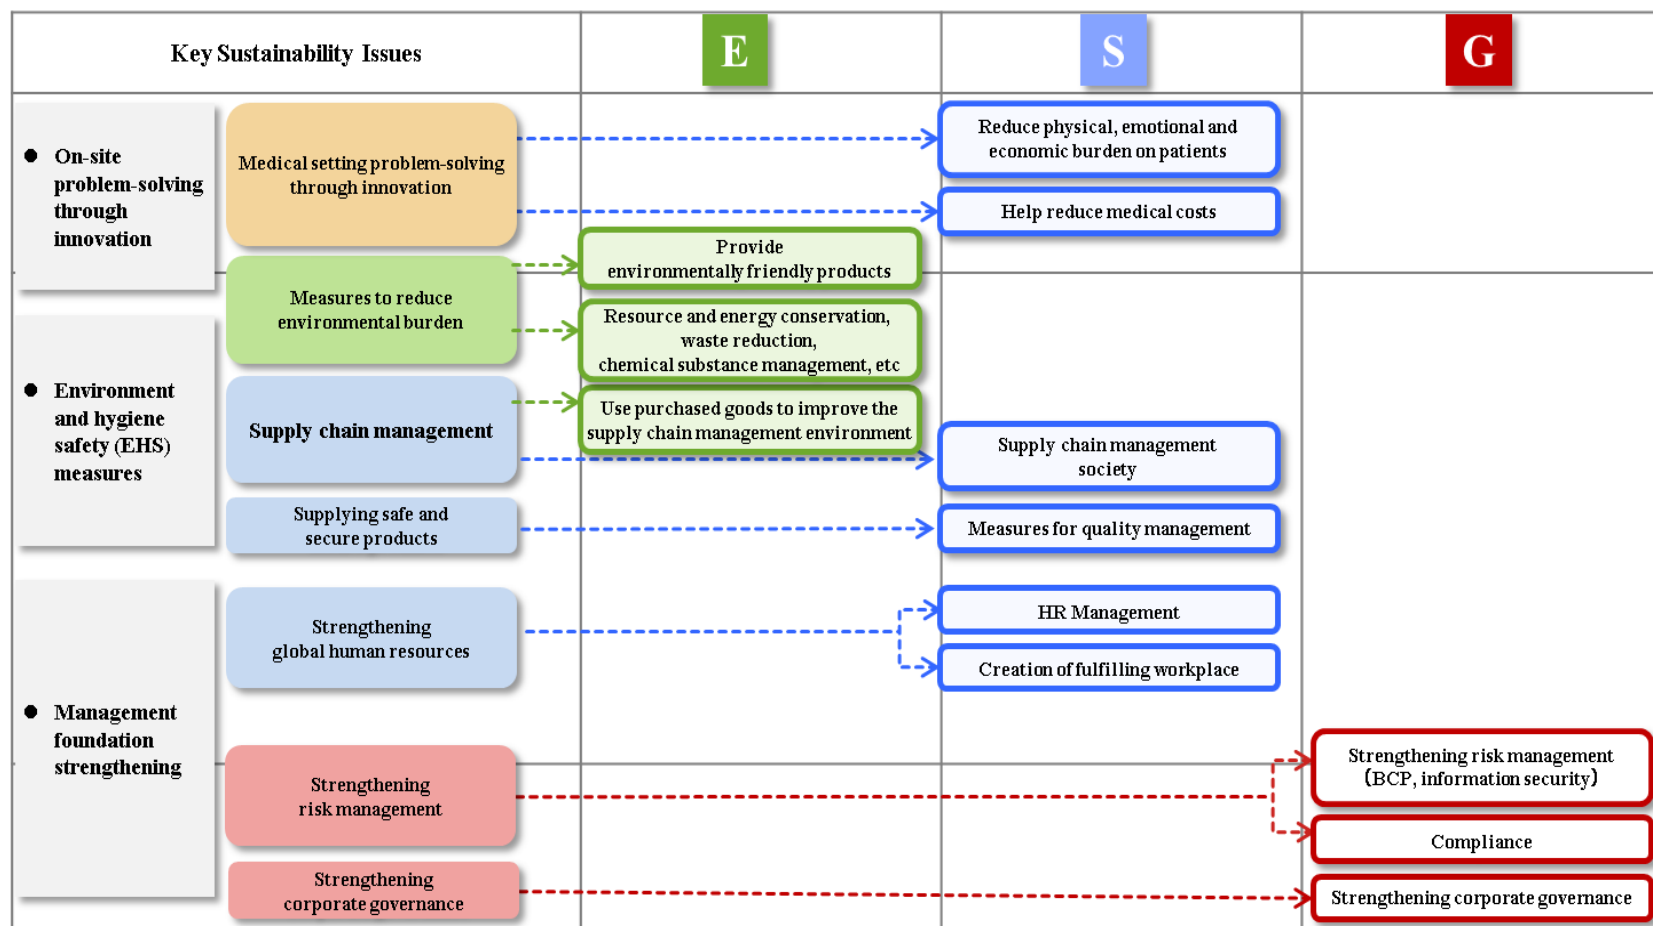 Key Sustainability Issues
E
S
G
● On-site
problem-solving
through
innovation
Medical setting problem-solving
through innovation
Reduce physical, emotional and
economic burden on patients
Help reduce medical costs
Measures to reduce
environmental burden
Provide
environmentally friendly products
Resource and energy conservation,
waste reduction,
chemical substance management, etc
● Environment
and hygiene
safety (EHS)
measures
Supply chain management
Use purchased goods to improve the
supply chain management environment
Supply chain management
society
Supplying safe and
secure products
Measures for quality management
● Management
foundation
strengthening
Strengthening
global human resources
HR Management
Creation of fulfilling workplace
Strengthening
risk management
Strengthening risk management
(BCP, information security)
Compliance
Strengthening
corporate governance
Strengthening corporate governance